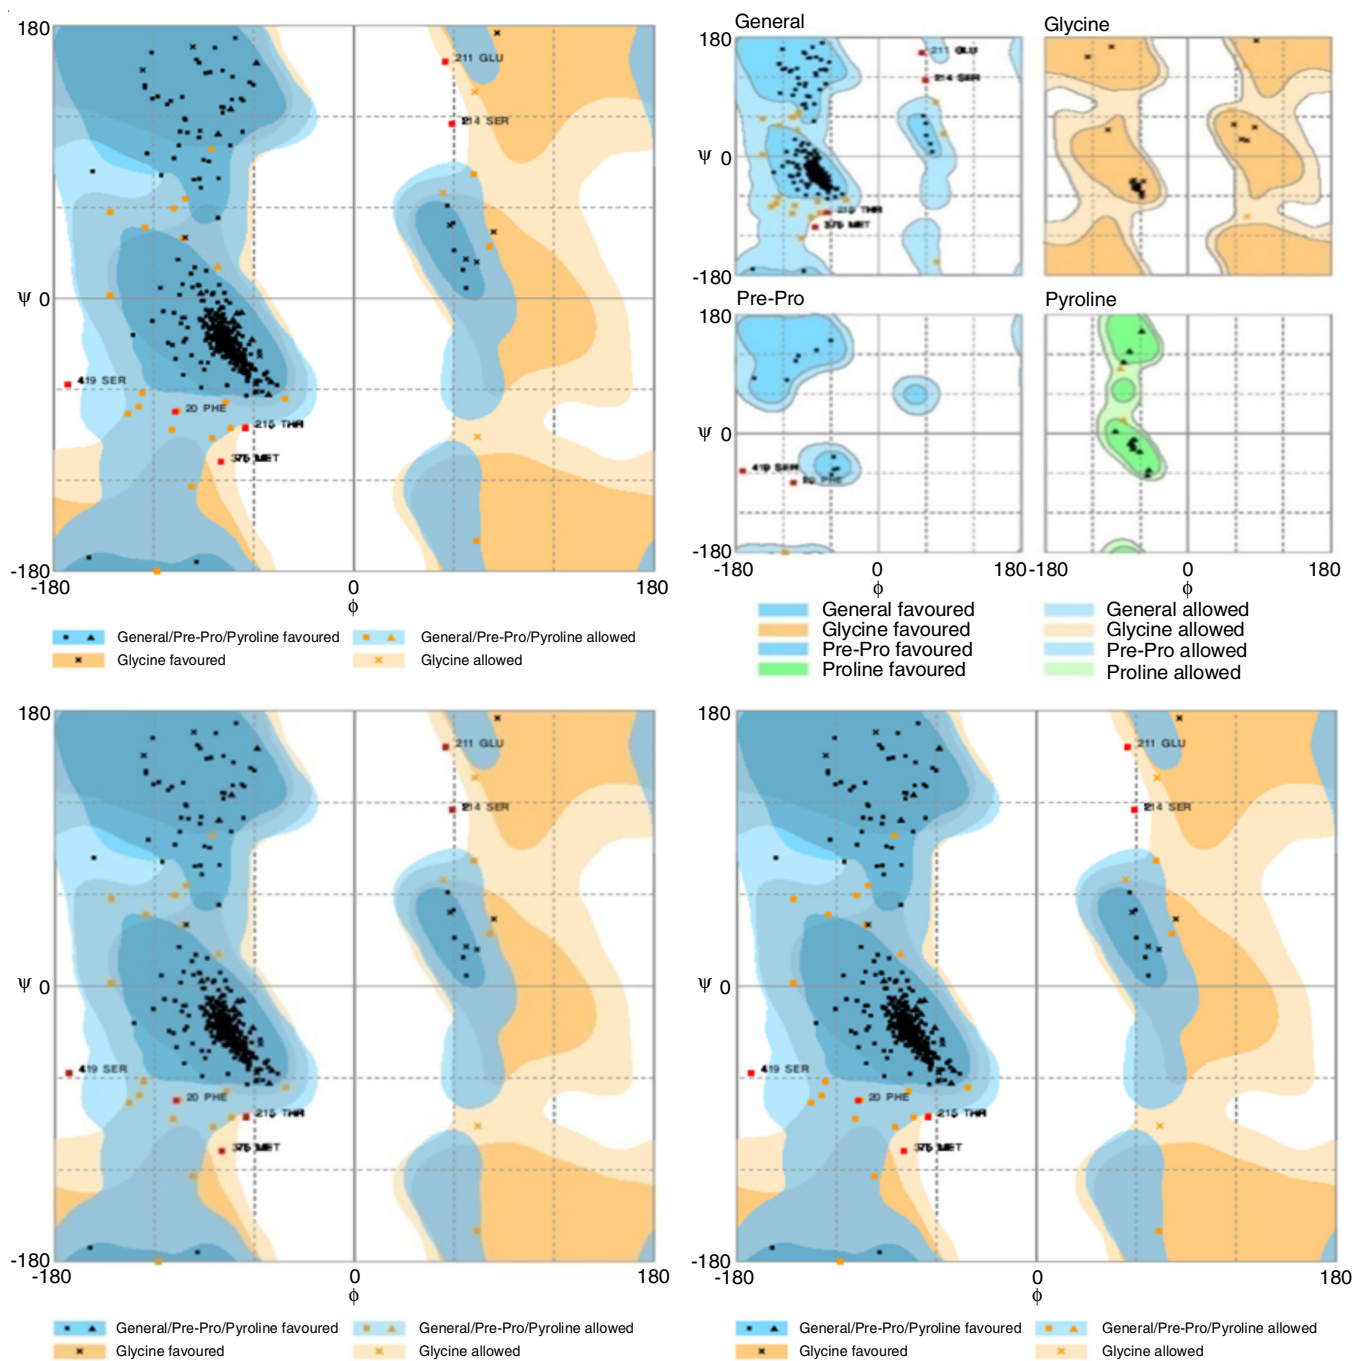 180
211 GLU
214 SER
Ψ 0
419 SER
20 PHE
215 THR
MET
-180
-180 0 180
ϕ
General/Pre-Pro/Pyroline favoured General/Pre-Pro/Pyroline allowed
Glycine favoured Glycine allowed
General Glycine
180
211 GLU
214 SER
Ψ 0
215 THR
375 MET
-180
Pre-Pro Pyroline
180
Ψ 0
419 SER
20 PHE
-180
-180 0 180 -180 0 180
ϕ ϕ
General favoured General allowed
Glycine favoured Glycine allowed
Pre-Pro favoured Pre-Pro allowed
Proline favoured Proline allowed
180
211 GLU
214 SER
Ψ 0
419 SER
20 PHE
215 THR
MET
-180
-180 0 180
ϕ
General/Pre-Pro/Pyroline favoured General/Pre-Pro/Pyroline allowed
Glycine favoured Glycine allowed
180
211 GLU
214 SER
Ψ 0
419 SER
20 PHE
215 THR
MET
-180
-180 0 180
ϕ
General/Pre-Pro/Pyroline favoured General/Pre-Pro/Pyroline allowed
Glycine favoured Glycine allowed